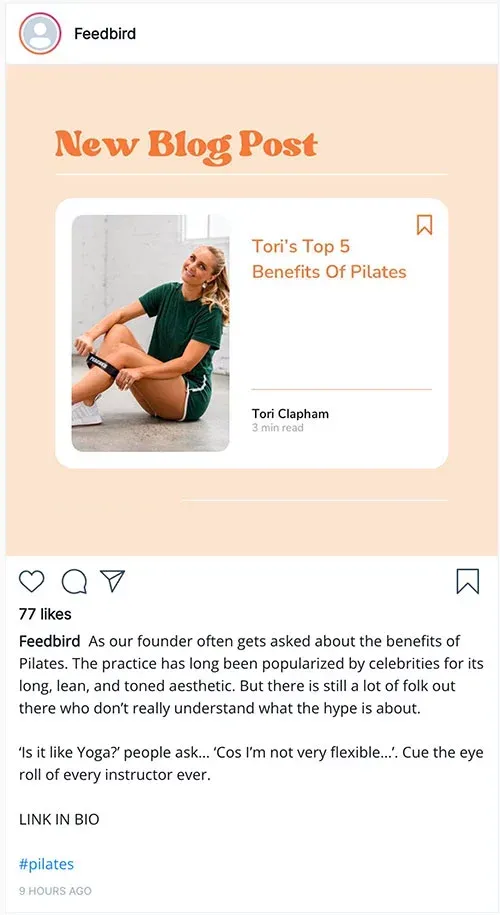 Feedbird
New Blog Post
Tori's Top 5
Benefits Of Pilates
Tori Clapham
3 min read
77 likes
Feedbird As our founder often gets asked about the benefits of
Pilates. The practice has long been popularized by celebrities for its
long, lean, and toned aesthetic. But there is still a lot of folk out
there who don’t really understand what the hype is about.
‘Is it like Yoga?’ people ask... ‘Cos I’m not very flexible...’. Cue the eye
roll of every instructor ever.
LINK IN BIO
#pilates
9 HOURS AGO